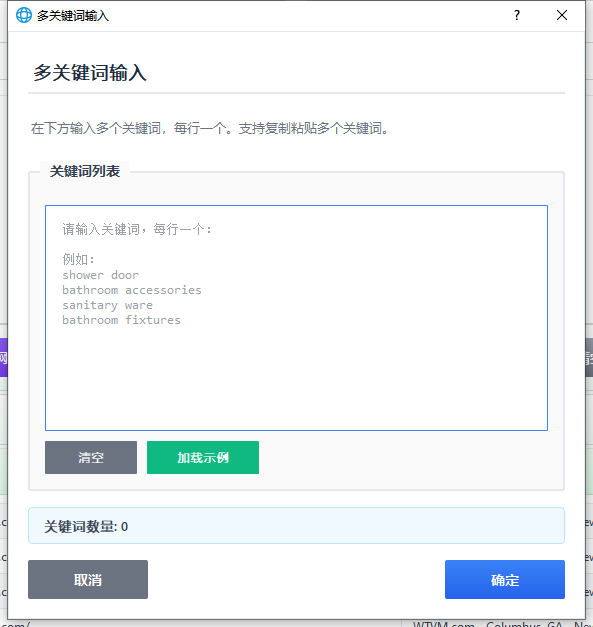 多关键词输入
?
多关键词输入
在下方输入多个关键词，每行一个。支持复制粘贴多个关键词。
关键词列表
请输入关键词，每行一个：
例如：
shower door
bathroom accessories
sanitary ware
bathroom fixtures
清空
加载示例
关键词数量: 0
取消
确定
.com/
WTVM.com - Columbus, GA - New